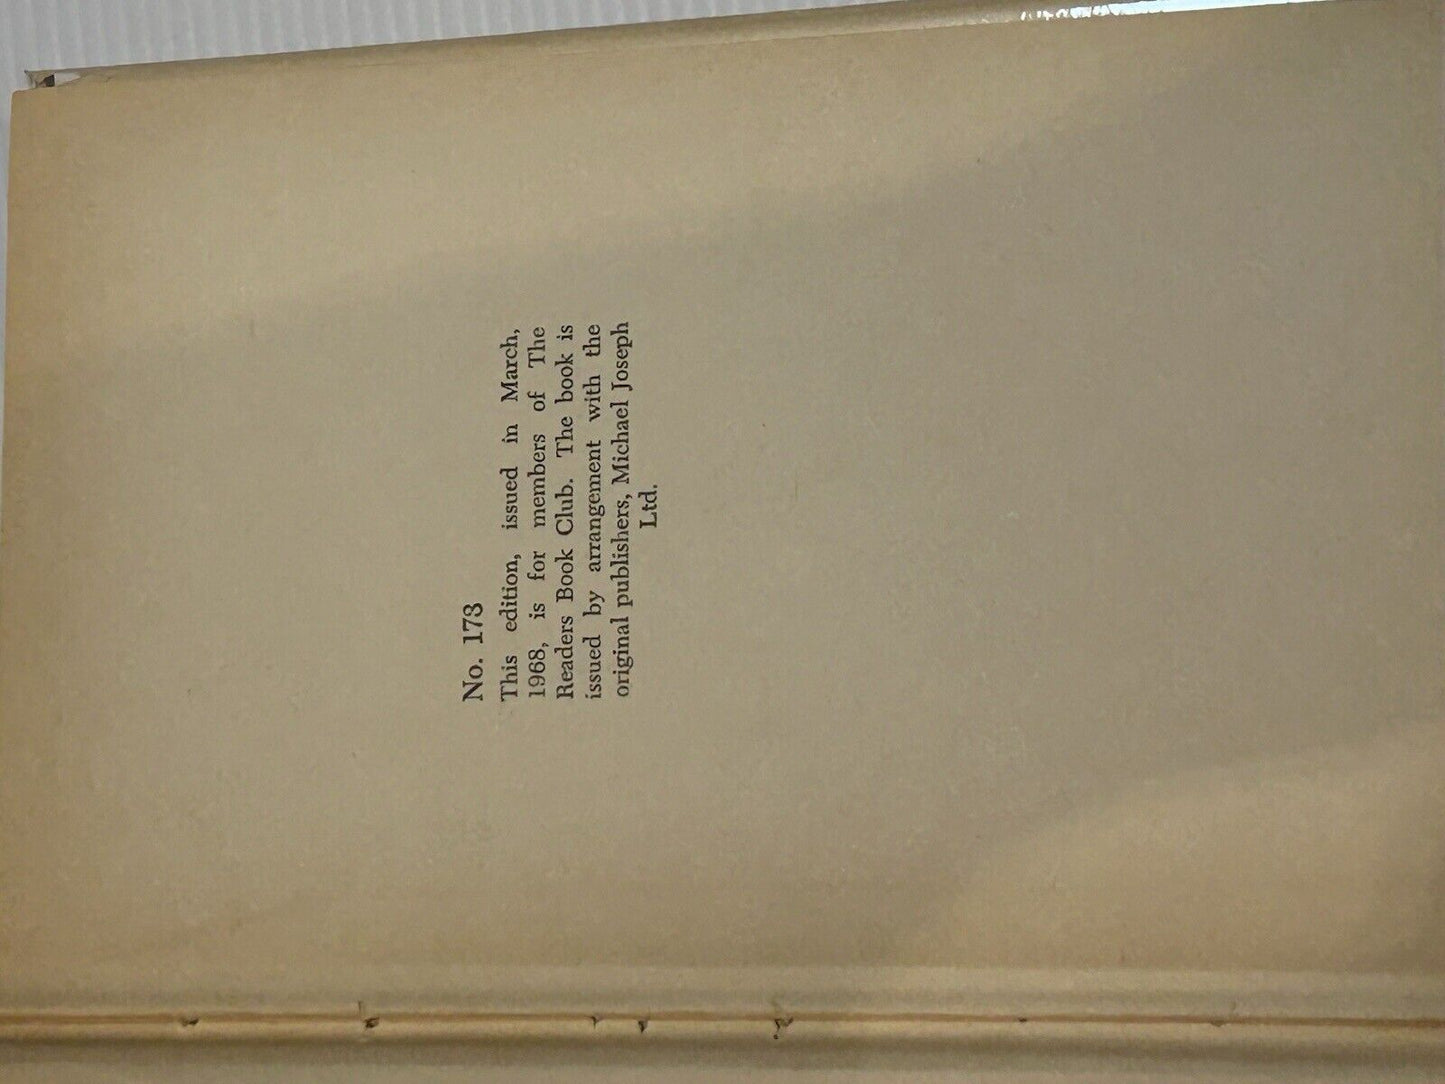 No. 173
This edition, issued in March,
1968, is for members of The
Readers Book Club. The book is
issued by arrangement with the
original publishers, Michael Joseph
Ltd.